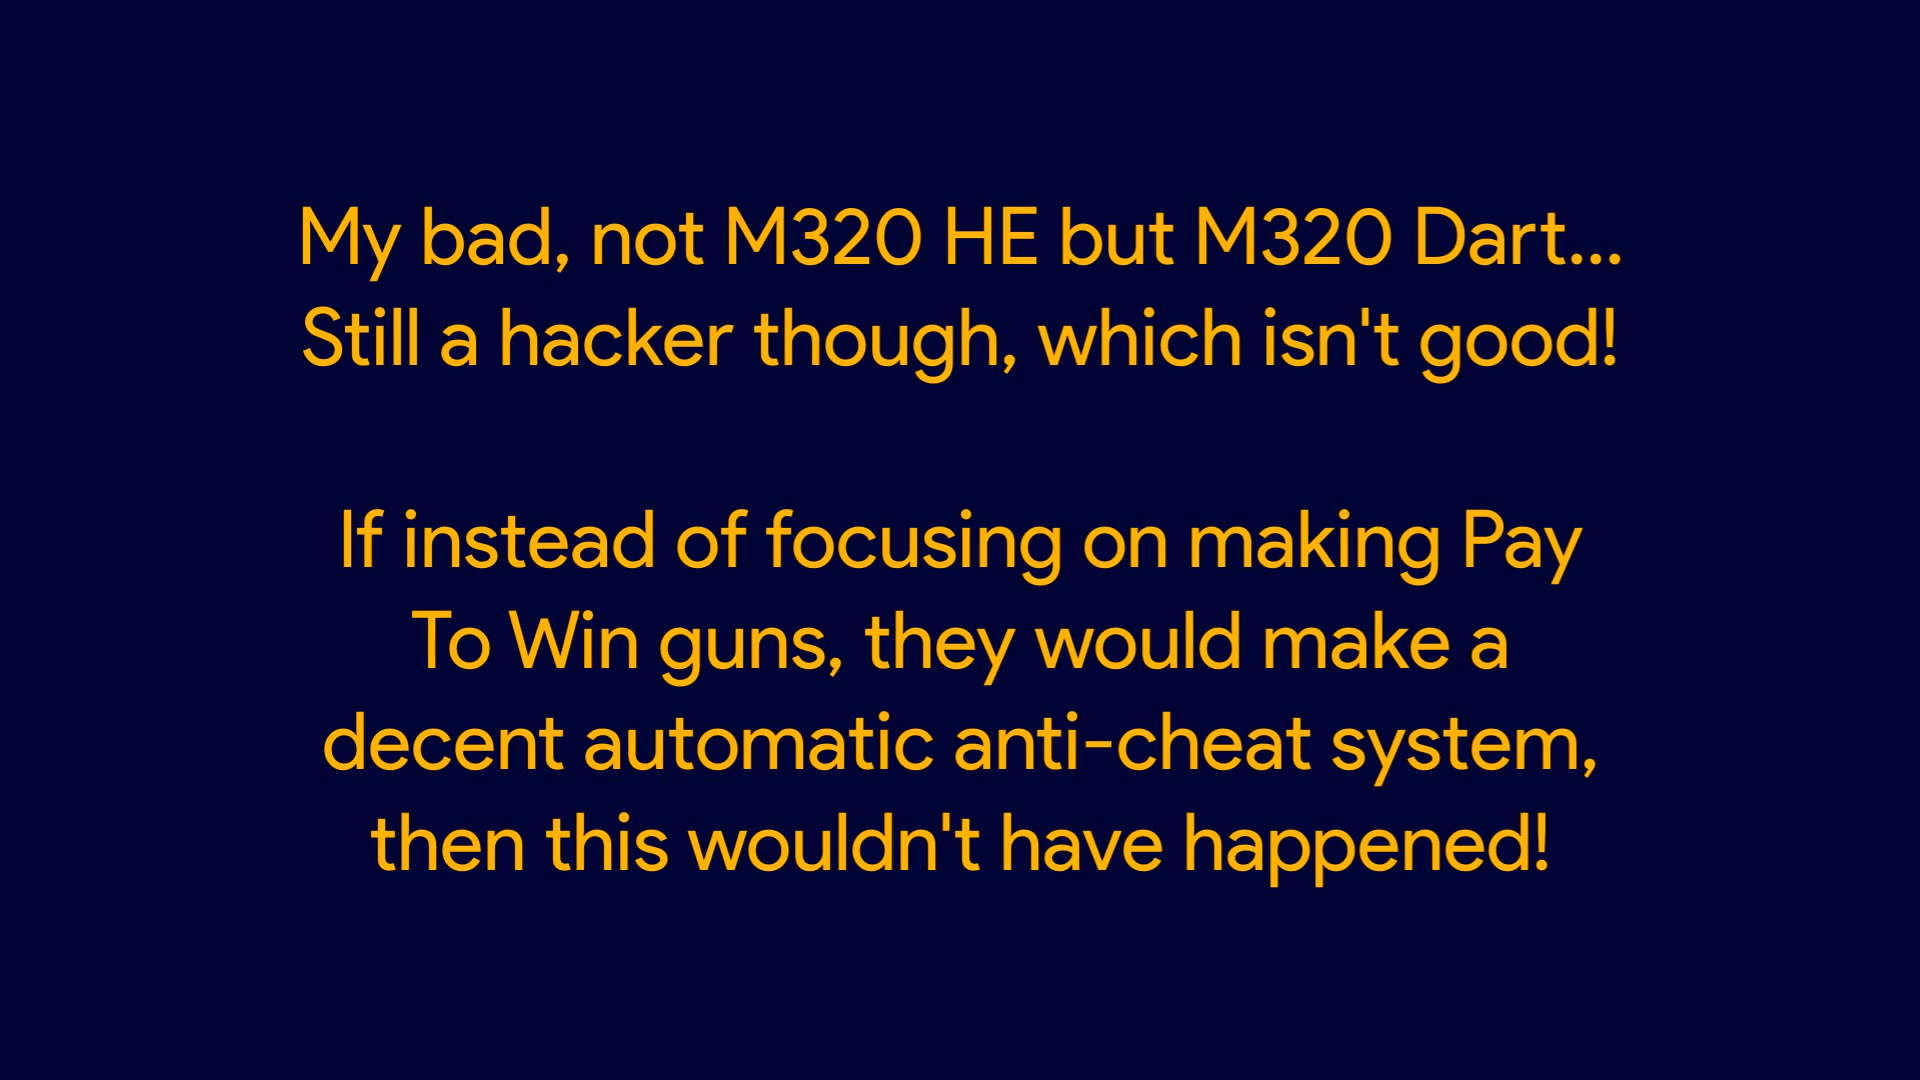 My bad, not M320 HE but M320 Dart...
Still a hacker though, which isn't good!
If instead of focusing on making Pay
To Win guns, they would make a
decent automatic anti-cheat system,
then this wouldn't have happened!